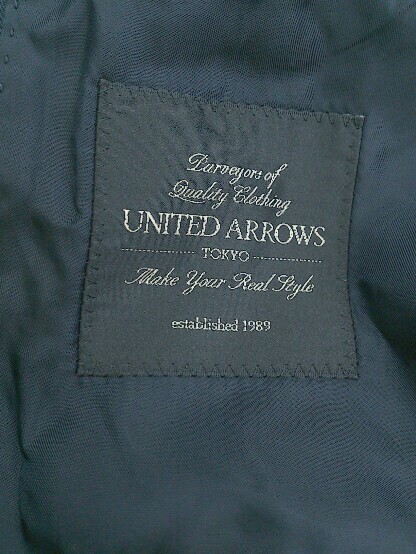 Purveyors of
Quality Clothing
UNITED ARROWS
TOKYO
Make Your Real Style
established 1989